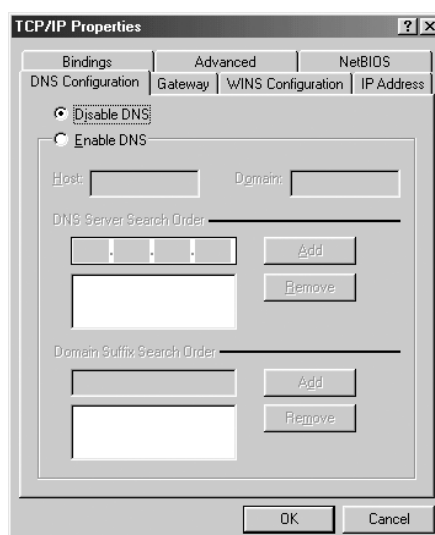 TCP/IP Properties
Bindings Advanced NetBIOS
DNS Configuration Gateway WINS Configuration IP Address
Disable DNS
Enable DNS
Host: Domain:
DNS Server Search Order
. . . Add
Remove
Domain Suffix Search Order
Add
Remove
OK Cancel